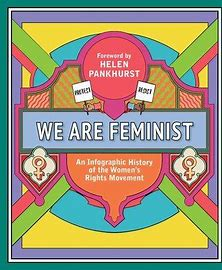 Foreword by
HELEN
PANKHURST
PROTEST
RESIST
WE ARE FEMINIST
An Infographic History
of the Women's
Rights Movement